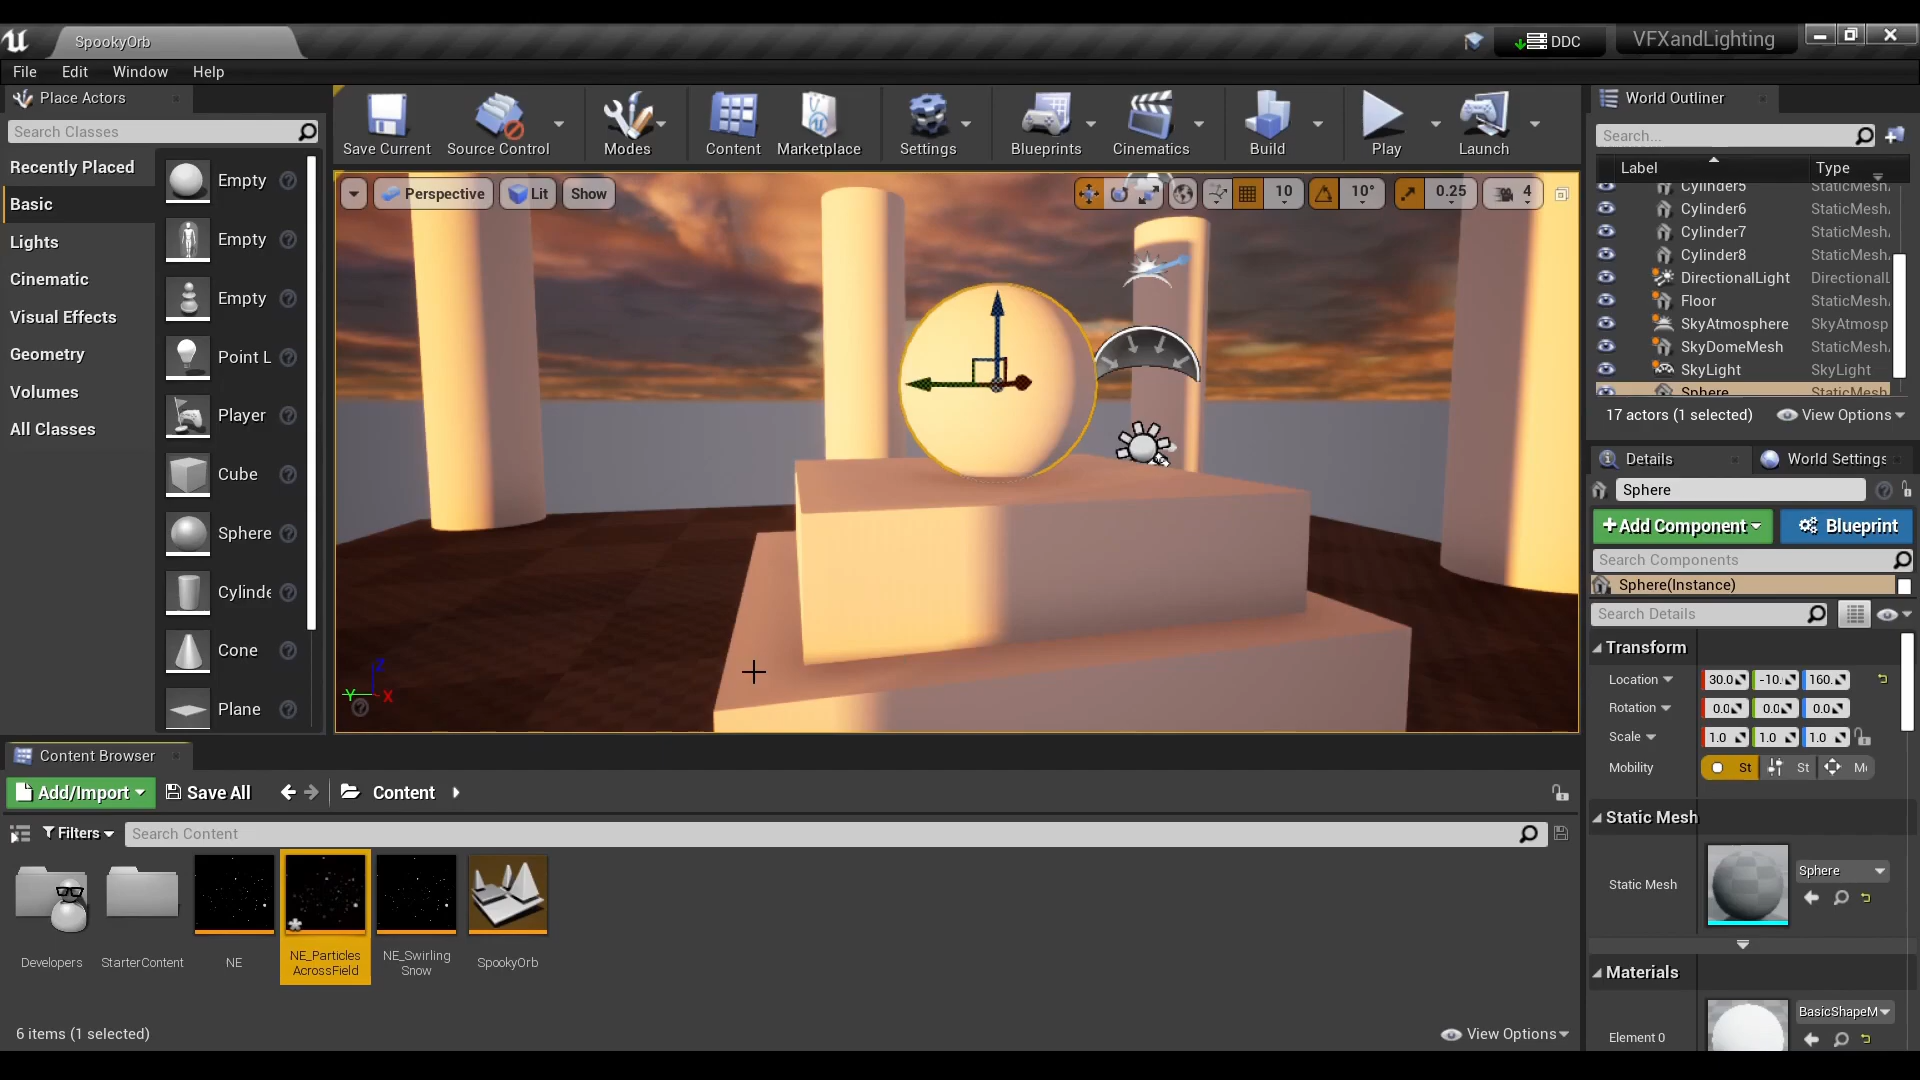 SpookyOrb
DDC
VFXandLighting
File Edit Window Help
Place Actors
Search Classes
Recently Placed
Basic
Lights
Cinematic
Visual Effects
Geometry
Volumes
All Classes
Empty
Empty
Empty
Point L
Player
Cube
Sphere
Cylinde
Cone
Plane
Save Current
Source Control
Modes
Content
Marketplace
Settings
Blueprints
Cinematics
Build
Play
Launch
Perspective
Lit
Show
10
10°
0.25
4
Z
Y
X
World Outliner
Search...
Label Type
Cylinder5 StaticMesh
Cylinder6 StaticMesh
Cylinder7 StaticMesh
Cylinder8 StaticMesh
DirectionalLight DirectionalL
Floor StaticMesh
SkyAtmosphere SkyAtmosp
SkyDomeMesh StaticMesh
SkyLight SkyLight
Sphere StaticMesh
17 actors (1 selected) View Options
Details World Settings
Sphere
+Add Component Blueprint
Search Components
Sphere(Instance)
Search Details
Transform
Location 30.0 -10. 160.
Rotation 0.0 0.0 0.0
Scale 1.0 1.0 1.0
Mobility St St M
Static Mesh
Static Mesh Sphere
Materials
Element 0 BasicShapeM
Content Browser
Add/Import Save All Content
Filters Search Content
Developers
StarterContent
NE
NE_Particles
AcrossField
NE_Swirling
Snow
SpookyOrb
6 items (1 selected) View Options